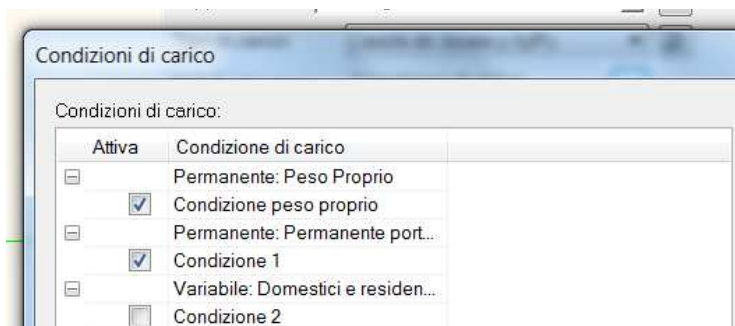 Condizioni di carico
Condizioni di carico:
Attiva Condizione di carico
Permanente: Peso Proprio
Condizione peso proprio
Permanente: Permanente port...
Condizione 1
Variabile: Domestici e residen...
Condizione 2